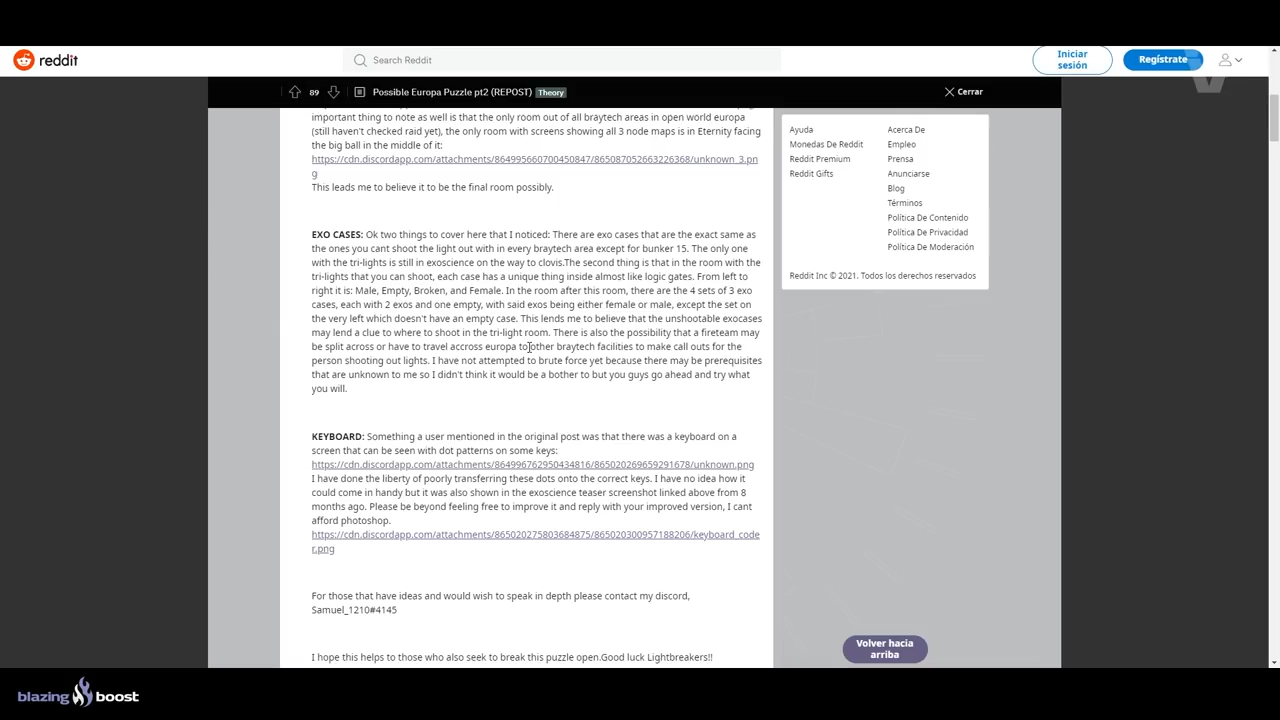 reddit
Search Reddit
Iniciar
sesión
Regístrate
89
Possible Europa Puzzle pt2 (REPOST)
Theory
Cerrar
important thing to note as well is that the only room out of all braytech areas in open world europa
(still haven't checked raid yet), the only room with screens showing all 3 node maps is in Eternity facing
the big ball in the middle of it:
https://cdn.discordapp.com/attachments/864995660700450847/865087052663226368/unknown_3.pn
g
This leads me to believe it to be the final room possibly.
EXO CASES: Ok two things to cover here that I noticed: There are exo cases that are the exact same as
the ones you cant shoot the light out with in every braytech area except for bunker 15. The only one
with the tri-lights is still in exoscience on the way to clovis.The second thing is that in the room with the
tri-lights that you can shoot, each case has a unique thing inside almost like logic gates. From left to
right it is: Male, Empty, Broken, and Female. In the room after this room, there are the 4 sets of 3 exo
cases, each with 2 exos and one empty, with said exos being either female or male, except the set on
the very left which doesn't have an empty case. This lends me to believe that the unshootable exocases
may lend a clue to where to shoot in the tri-light room. There is also the possibility that a fireteam may
be split across or have to travel accross europa to other braytech facilities to make call outs for the
person shooting out lights. I have not attempted to brute force yet because there may be prerequisites
that are unknown to me so I didn't think it would be a bother to but you guys go ahead and try what
you will.
KEYBOARD: Something a user mentioned in the original post was that there was a keyboard on a
screen that can be seen with dot patterns on some keys:
https://cdn.discordapp.com/attachments/864996762950434816/865020269659291678/unknown.png
I have done the liberty of poorly transferring these dots onto the correct keys. I have no idea how it
could come in handy but it was also shown in the exoscience teaser screenshot linked above from 8
months ago. Please be beyond feeling free to improve it and reply with your improved version, I cant
afford photoshop.
https://cdn.discordapp.com/attachments/865020275803684875/865020300957188206/keyboard_code
r.png
For those that have ideas and would wish to speak in depth please contact my discord,
Samuel_1210#4145
I hope this helps to those who also seek to break this puzzle open.Good luck Lightbreakers!!
Ayuda
Acerca De
Monedas De Reddit
Empleo
Reddit Premium
Prensa
Reddit Gifts
Anunciarse
Blog
Términos
Política De Contenido
Política De Privacidad
Política De Moderación
Reddit Inc © 2021. Todos los derechos reservados
Volver hacia
arriba
blazing boost